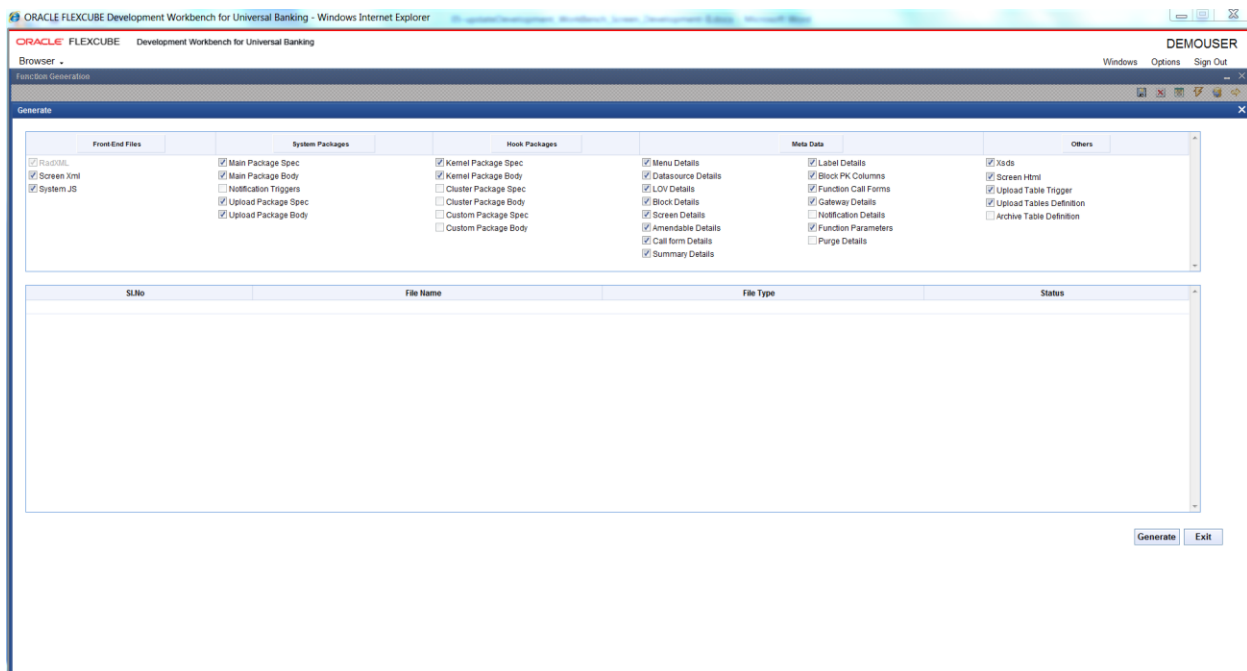 ORACLE FLEXCUBE Development Workbench for Universal Banking - Windows Internet Explorer
ORACLE FLEXCUBE Development Workbench for Universal Banking DEMOUSER
Browser Windows Options Sign Out
Function Generation
Generate
Front-End Files System Packages Hook Packages Meta Data Others
RadXML Main Package Spec Kernel Package Spec Menu Details Label Details Xsds
Screen Xml Main Package Body Kernel Package Body Datasource Details Block PK Columns Screen Html
System JS Notification Triggers Cluster Package Spec LOV Details Function Call Forms Upload Table Trigger
Upload Package Spec Cluster Package Body Block Details Gateway Details Upload Tables Definition
Upload Package Body Custom Package Spec Screen Details Notification Details Archive Table Definition
Custom Package Body Amendable Details Function Parameters
Call form Details Purge Details
Summary Details
Sl.No File Name File Type Status
Generate Exit